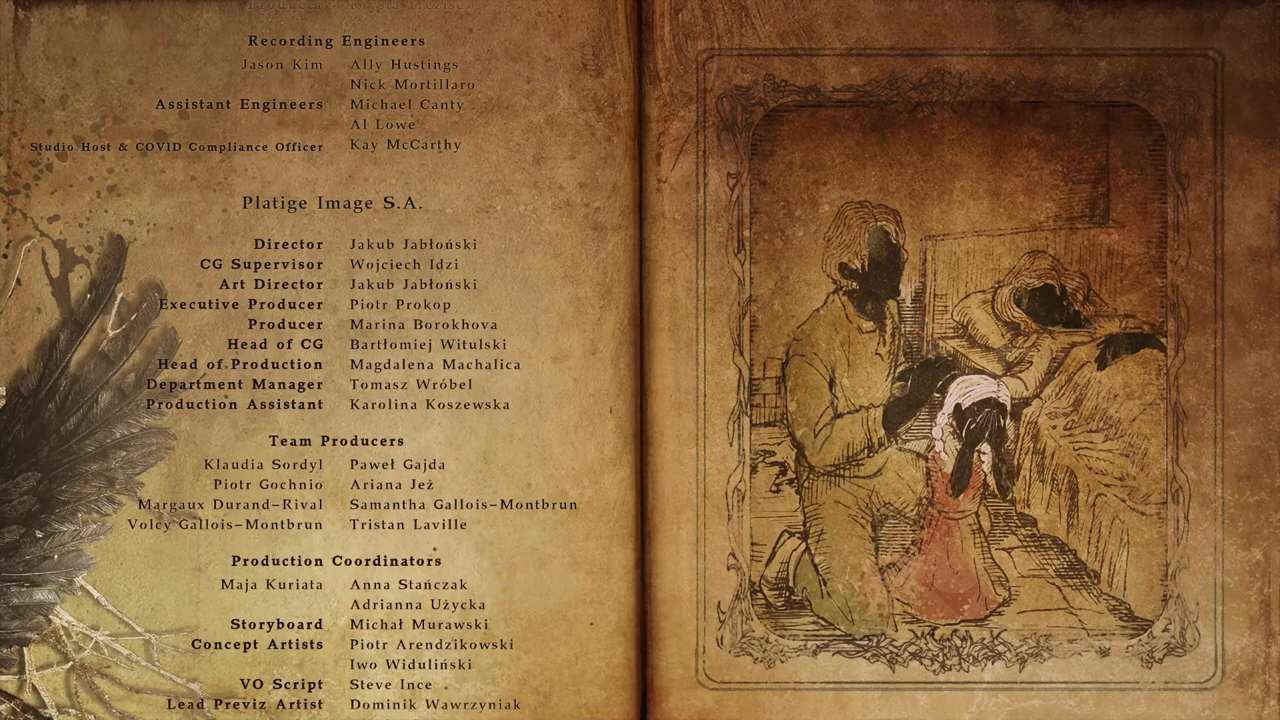 Recording Engineers
Jason Kim Ally Hustings
Nick Mortillaro
Assistant Engineers Michael Canty
Al Lowe
Studio Host & COVID Compliance Officer Kay McCarthy
Platige Image S.A.
Director Jakub Jabłoński
CG Supervisor Wojciech Idzi
Art Director Jakub Jabłoński
Executive Producer Piotr Prokop
Producer Marina Borokhova
Head of CG Bartłomiej Witulski
Head of Production Magdalena Machalica
Department Manager Tomasz Wróbel
Production Assistant Karolina Koszewska
Team Producers
Klaudia Sordyl Paweł Gajda
Piotr Gochnio Ariana Jeż
Margaux Durand–Rival Samantha Gallois–Montbrun
Volcy Gallois–Montbrun Tristan Laville
Production Coordinators
Maja Kuriata Anna Stańczak
Adrianna Użycka
Storyboard Michał Murawski
Concept Artists Piotr Arendzikowski
Iwo Widuliński
VO Script Steve Ince
Lead Previz Artist Dominik Wawrzyniak